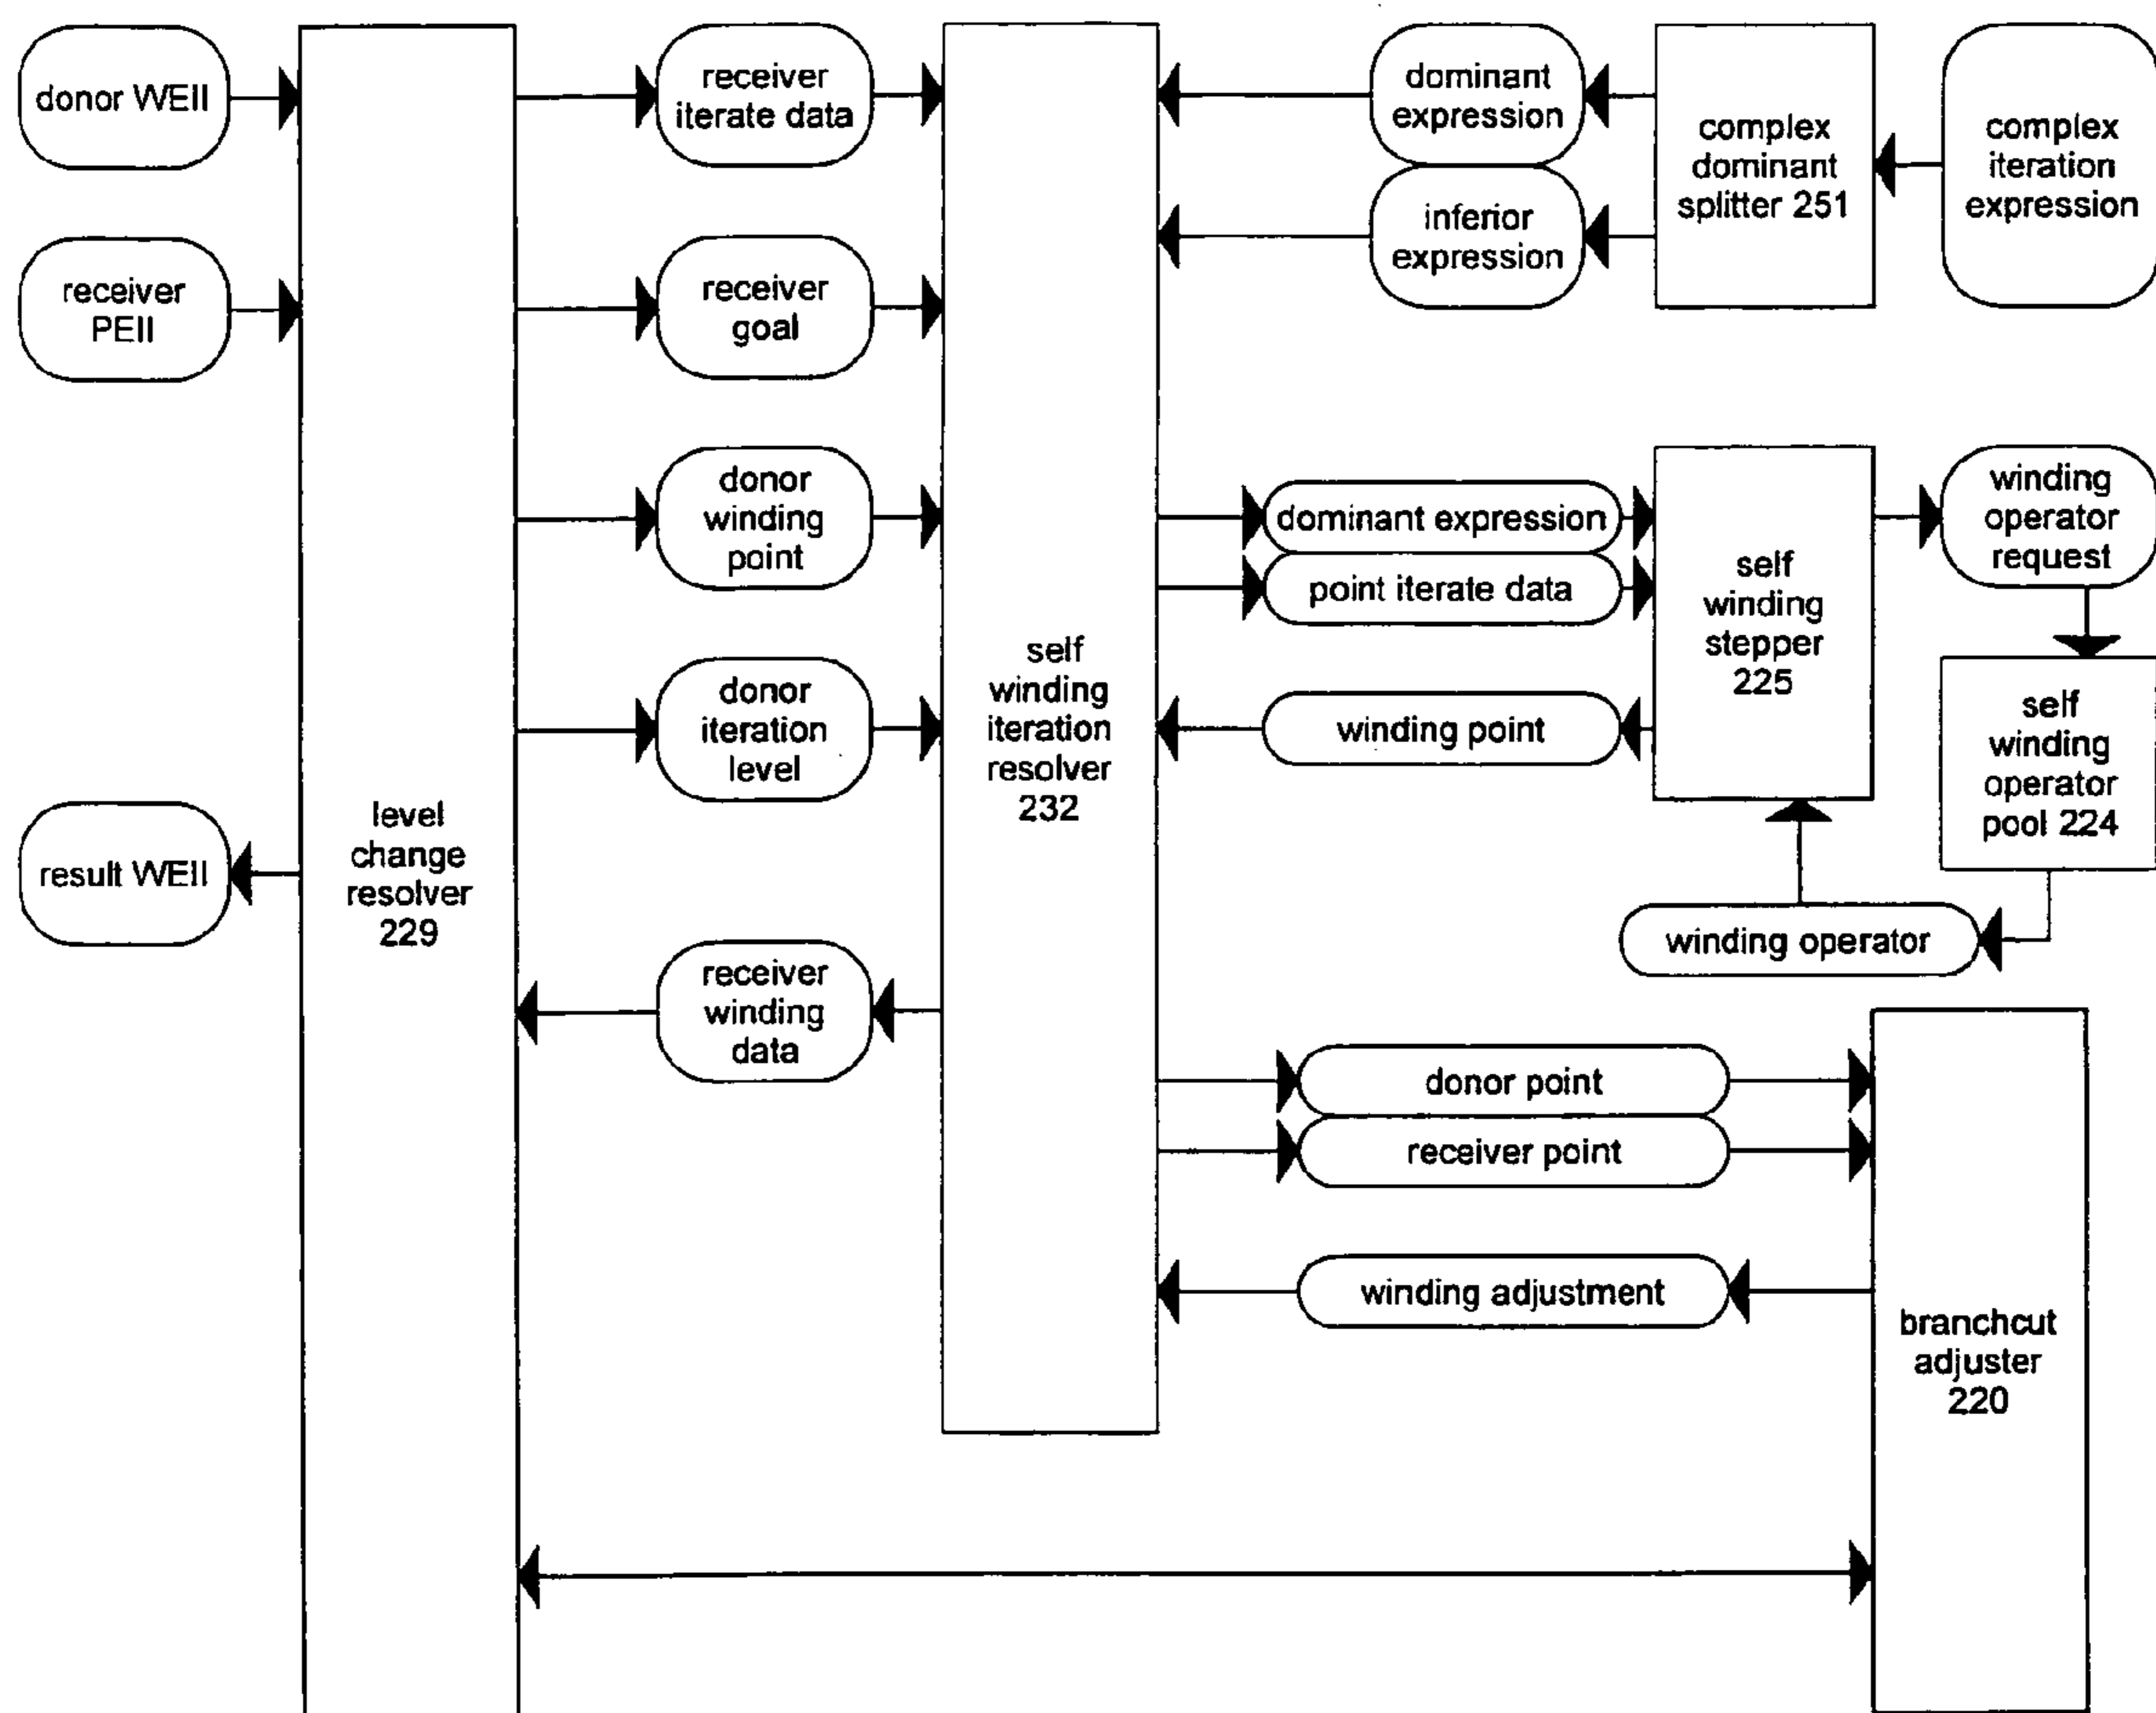 donor WEII
receiver
PEII
result WEII
level
change
resolver
229
receiver
iterate data
receiver
goal
donor
winding
point
donor
iteration
level
receiver
winding
data
self
winding
iteration
resolver
232
dominant
expression
inferior
expression
complex
dominant
splitter 251
complex
iteration
expression
dominant expression
point iterate data
winding point
self
winding
stepper
225
winding
operator
request
self
winding
operator
pool 224
winding operator
donor point
receiver point
winding adjustment
branchcut
adjuster
220